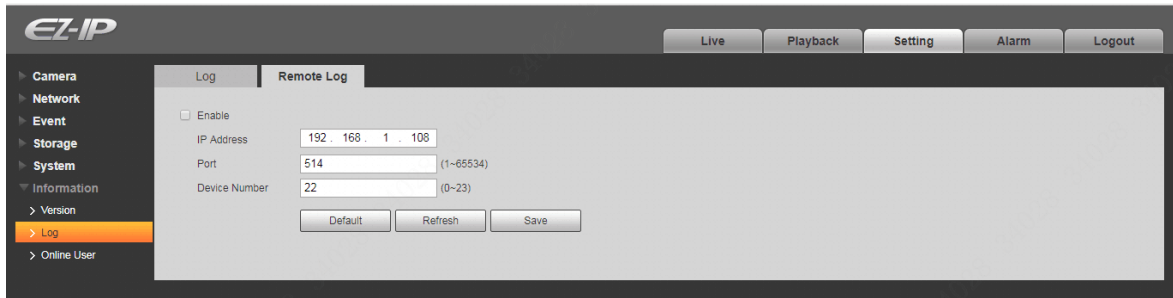 EZ-IP
Live Playback Setting Alarm Logout
Camera
Network
Event
Storage
System
Information
Version
Log
Online User
Log Remote Log
Enable
IP Address 192 . 168 . 1 . 108
Port 514 (1~65534)
Device Number 22 (0~23)
Default Refresh Save